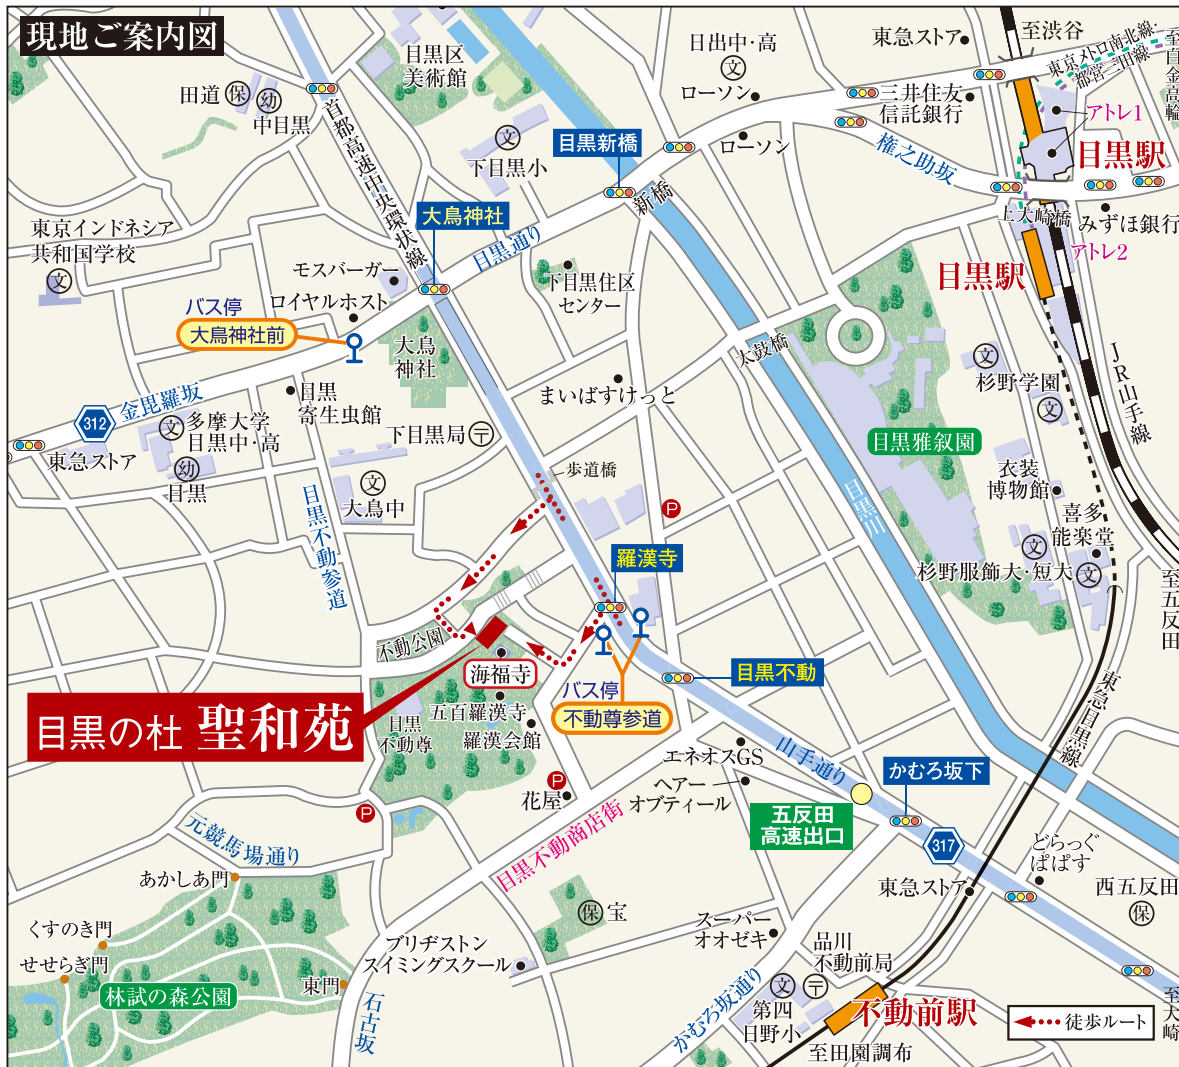 現地ご案内図
目黒区
美術館
日出中・高
文
ローソン
東急ストア
至渋谷
東京メトロ南北線・
都営三田線
至白金高輪
田道
保
幼
中目黒
首都高速中央環状線
文
下目黒小
目黒新橋
新橋
三井住友
信託銀行
ローソン
権之助坂
アトレ1
目黒駅
上大崎橋
みずほ銀行
アトレ2
目黒駅
東京インドネシア
共和国学校
文
大鳥神社
目黒通り
モスバーガー
ロイヤルホスト
バス停
大鳥神社前
下目黒住区
センター
大鳥
神社
太鼓橋
まいばすけっと
文
杉野学園
文
JR山手線
目黒
寄生虫館
金毘羅坂
312
東急ストア
文
多摩大学
目黒中・高
幼
目黒
下目黒局
〒
文
大鳥中
歩道橋
目黒雅叙園
衣装
博物館
目黒川
喜多
能楽堂
文
杉野服飾大・短大
文
至五反田
目黒不動参道
P
羅漢寺
不動公園
海福寺
目黒の杜 聖和苑
目黒
不動尊
五百羅漢寺
羅漢会館
バス停
不動尊参道
目黒不動
東急目黒線
エネオスGS
山手通り
ヘアー
オブティール
かむろ坂下
五反田
高速出口
317
P
花屋
P
目黒不動商店街
元競馬場通り
どらっぐ
ぱぱす
東急ストア
西五反田
保
あかしあ門
くすのき門
せせらぎ門
林試の森公園
東門
保
宝
ブリヂストン
スイミングスクール
石古坂
スーパー
オオゼキ
品川
不動前局
文
〒
第四
日野小
かむろ坂通り
不動前駅
至田園調布
徒歩ルート
至大崎